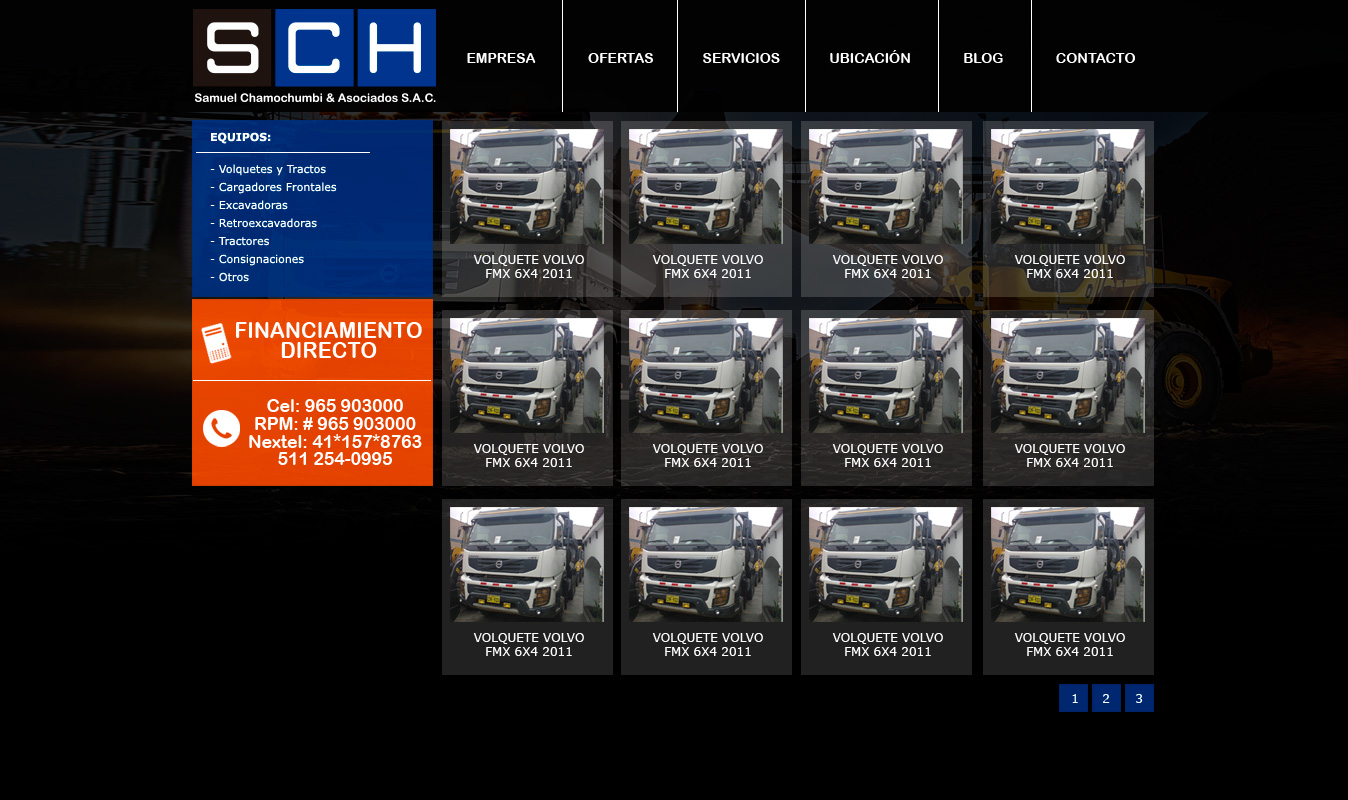 SCH
Samuel Chamochumbi & Asociados S.A.C.
EMPRESA
OFERTAS
SERVICIOS
UBICACIÓN
BLOG
CONTACTO
EQUIPOS:
- Volquetes y Tractos
- Cargadores Frontales
- Excavadoras
- Retroexcavadoras
- Tractores
- Consignaciones
- Otros
FINANCIAMIENTO
DIRECTO
Cel: 965 903000
RPM: # 965 903000
Nextel: 41*157*8763
511 254-0995
VOLQUETE VOLVO
FMX 6X4 2011
VOLQUETE VOLVO
FMX 6X4 2011
VOLQUETE VOLVO
FMX 6X4 2011
VOLQUETE VOLVO
FMX 6X4 2011
VOLQUETE VOLVO
FMX 6X4 2011
VOLQUETE VOLVO
FMX 6X4 2011
VOLQUETE VOLVO
FMX 6X4 2011
VOLQUETE VOLVO
FMX 6X4 2011
VOLQUETE VOLVO
FMX 6X4 2011
VOLQUETE VOLVO
FMX 6X4 2011
VOLQUETE VOLVO
FMX 6X4 2011
VOLQUETE VOLVO
FMX 6X4 2011
1 2 3